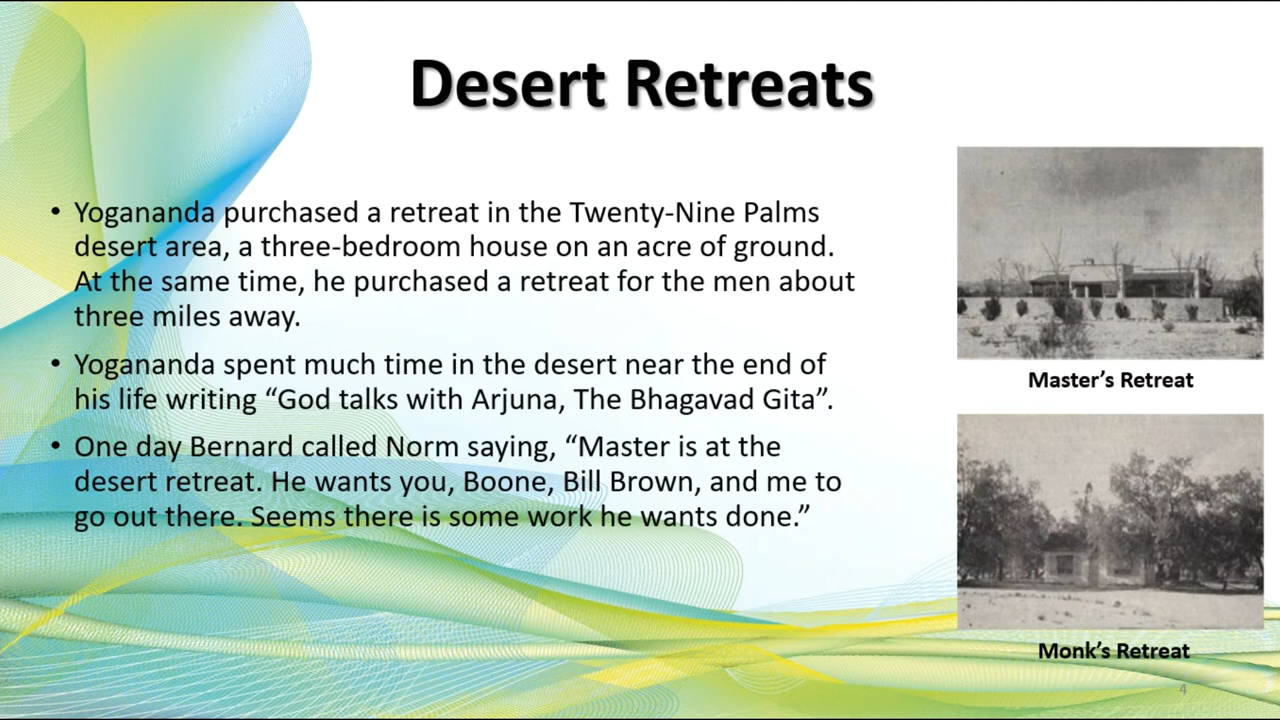 Desert Retreats
• Yogananda purchased a retreat in the Twenty-Nine Palms
desert area, a three-bedroom house on an acre of ground.
At the same time, he purchased a retreat for the men about
three miles away.
• Yogananda spent much time in the desert near the end of
his life writing “God talks with Arjuna, The Bhagavad Gita”.
• One day Bernard called Norm saying, “Master is at the
desert retreat. He wants you, Boone, Bill Brown, and me to
go out there. Seems there is some work he wants done.”
Master’s Retreat
Monk’s Retreat
4